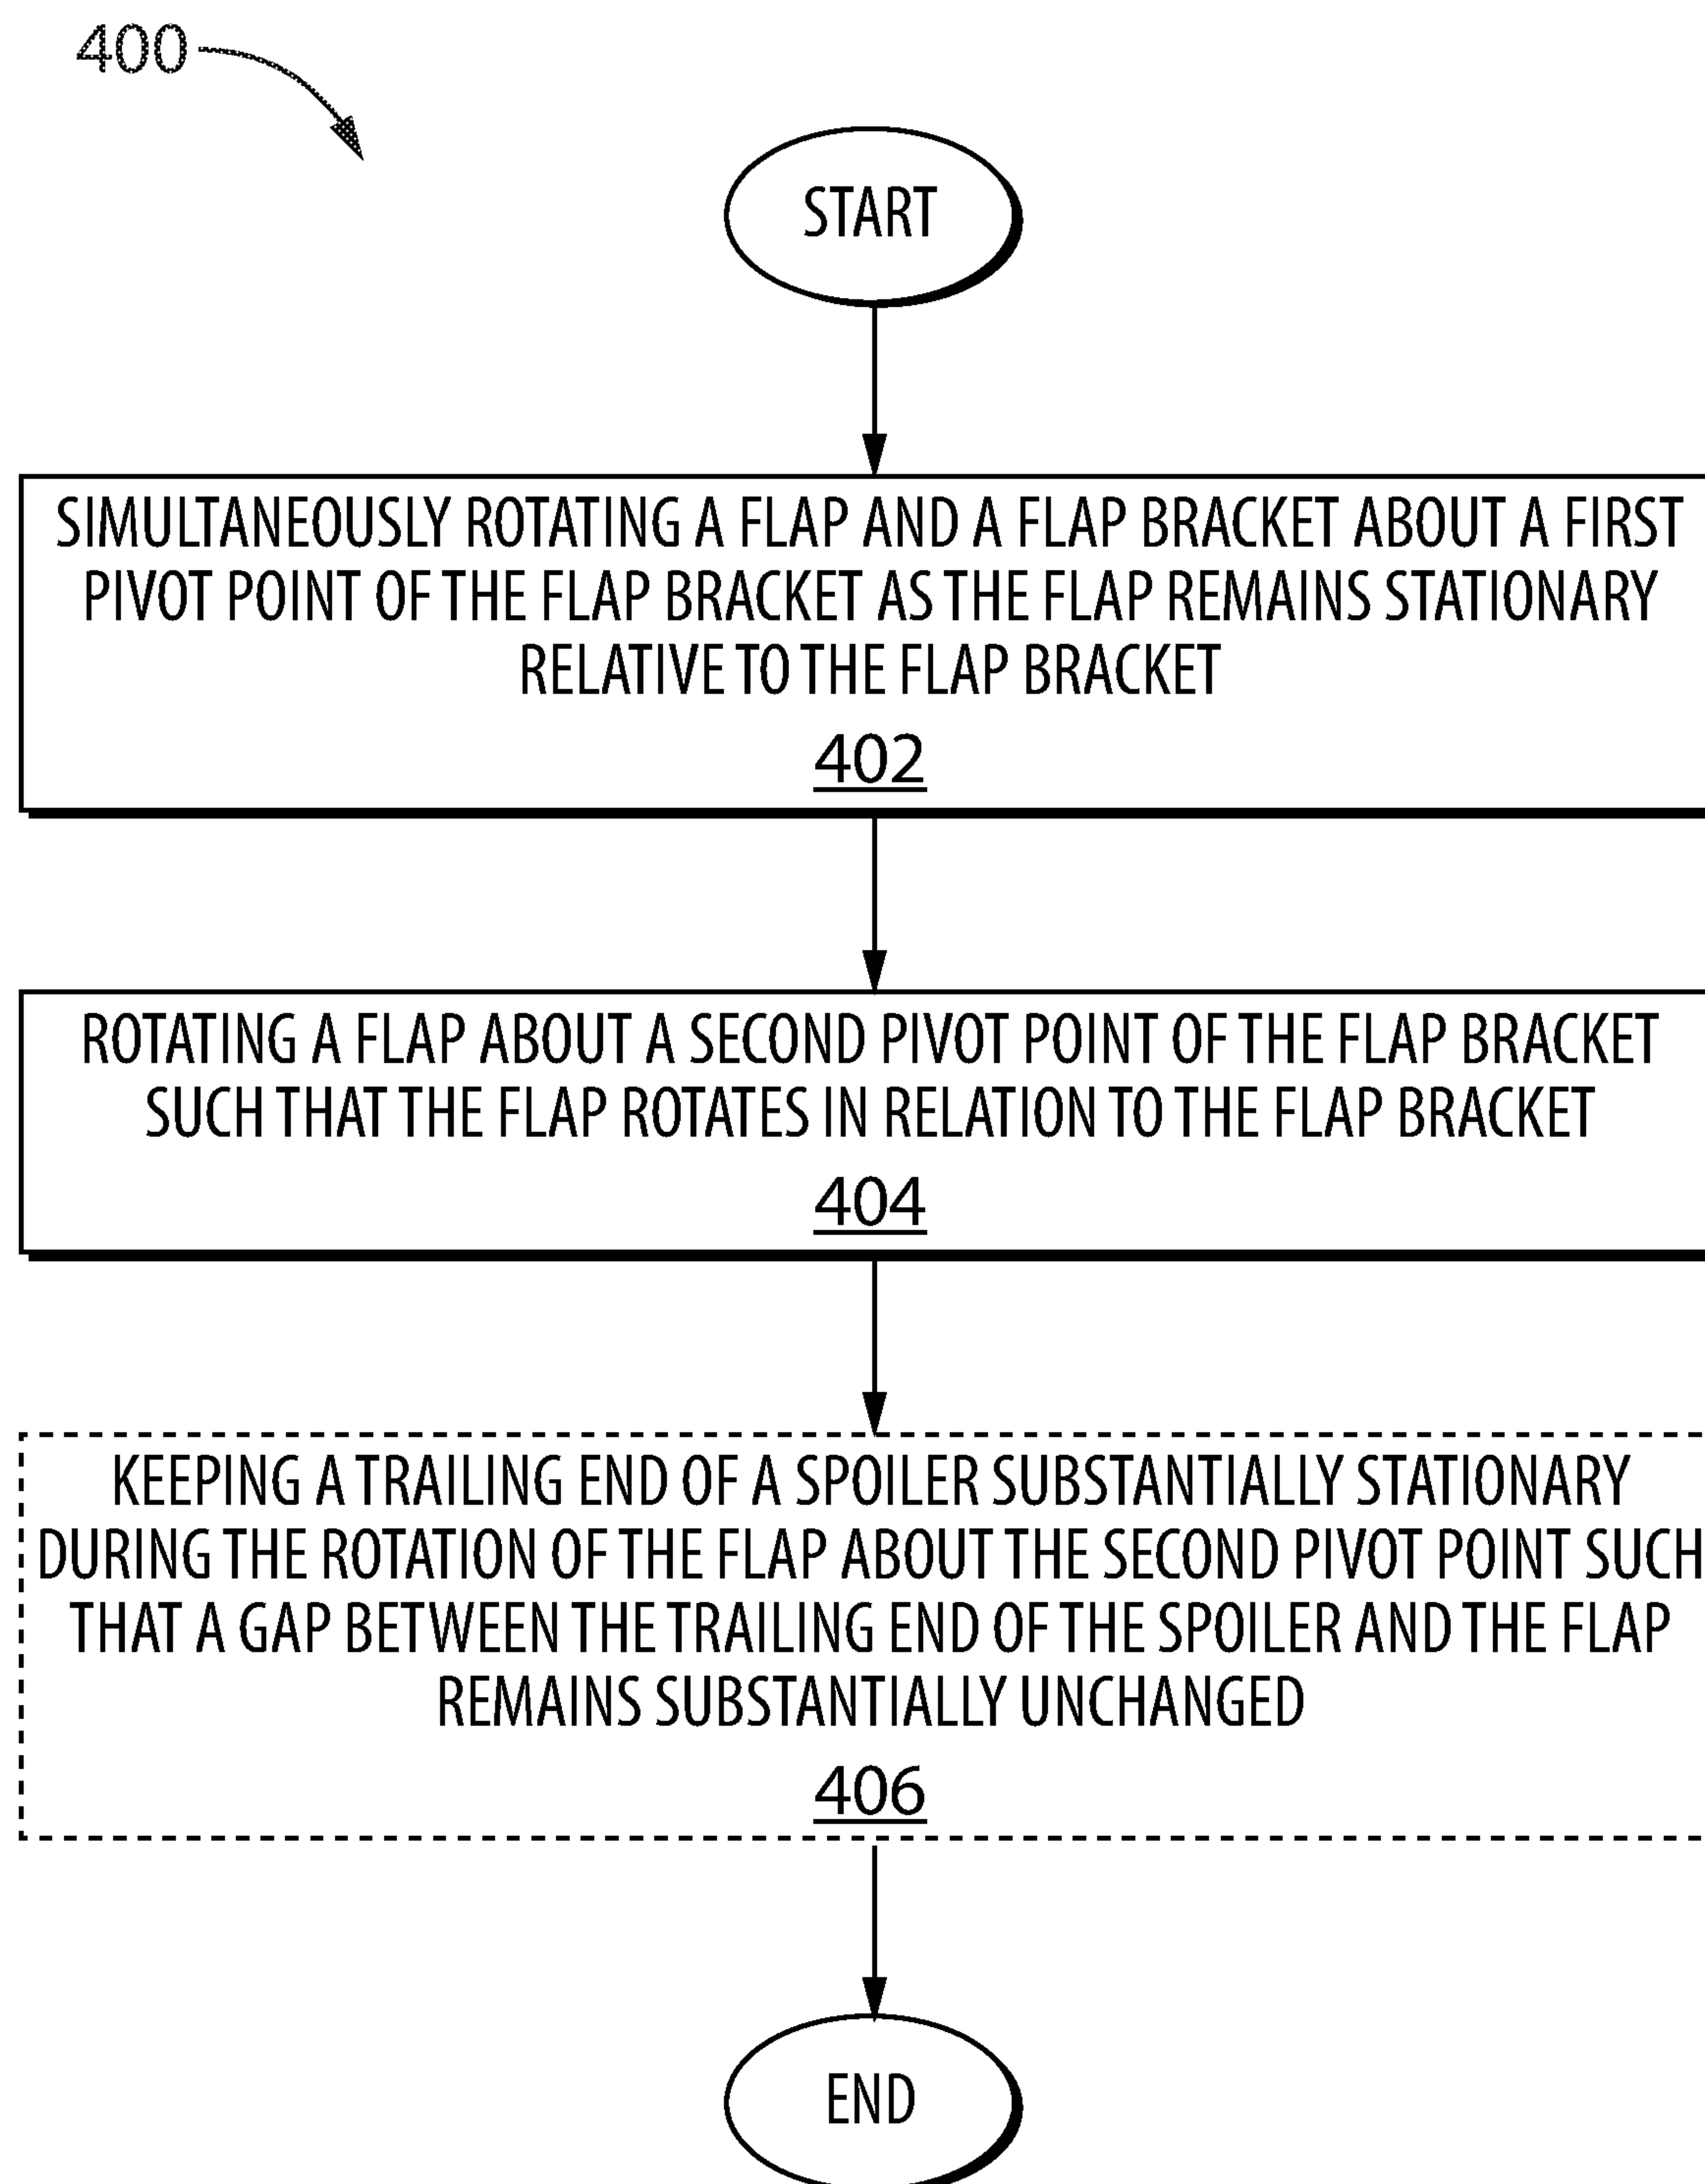 400
START
SIMULTANEOUSLY ROTATING A FLAP AND A FLAP BRACKET ABOUT A FIRST
PIVOT POINT OF THE FLAP BRACKET AS THE FLAP REMAINS STATIONARY
RELATIVE TO THE FLAP BRACKET
402
ROTATING A FLAP ABOUT A SECOND PIVOT POINT OF THE FLAP BRACKET
SUCH THAT THE FLAP ROTATES IN RELATION TO THE FLAP BRACKET
404
KEEPING A TRAILING END OF A SPOILER SUBSTANTIALLY STATIONARY
DURING THE ROTATION OF THE FLAP ABOUT THE SECOND PIVOT POINT SUCH
THAT A GAP BETWEEN THE TRAILING END OF THE SPOILER AND THE FLAP
REMAINS SUBSTANTIALLY UNCHANGED
406
END